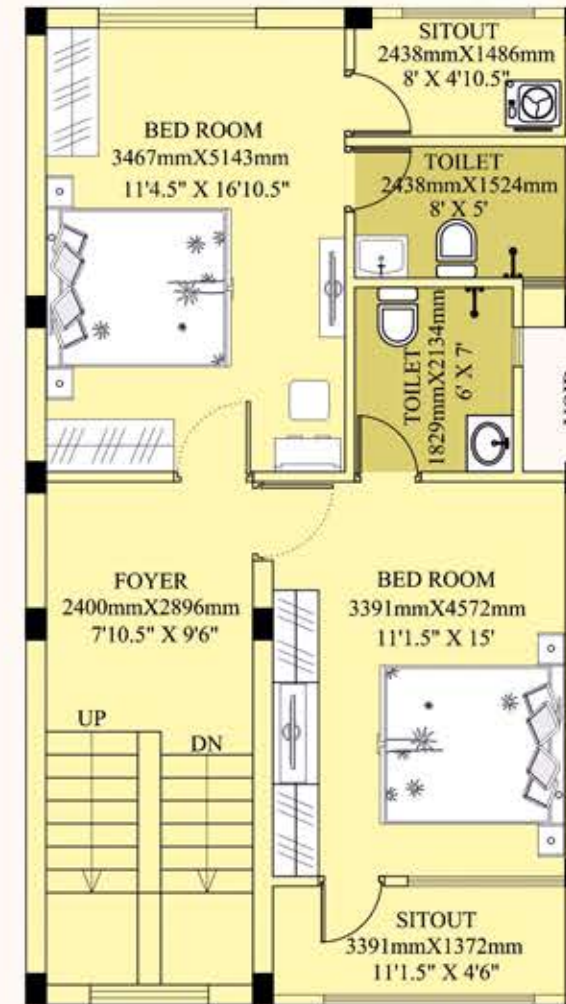 SITOUT
2438mmX1486mm
8' X 4'10.5"
BED ROOM
3467mmX5143mm
11'4.5" X 16'10.5"
TOILET
2438mmX1524mm
8' X 5'
TOILET
1829mmX2134mm
6' X 7'
FOYER
2400mmX2896mm
7'10.5" X 9'6"
BED ROOM
3391mmX4572mm
11'1.5" X 15'
UP
DN
SITOUT
3391mmX1372mm
11'1.5" X 4'6"